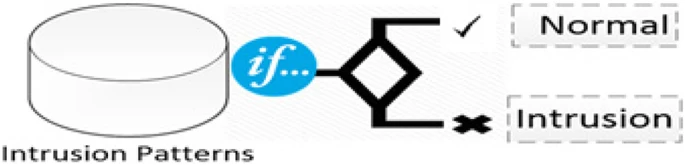 Normal
if...
Intrusion
Intrusion Patterns